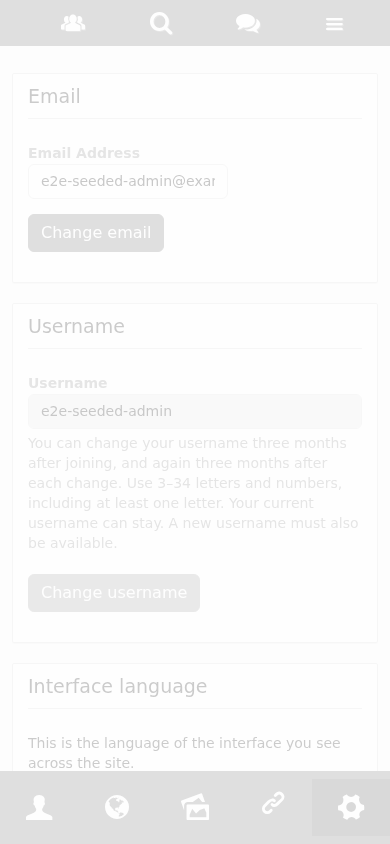 Email
Email Address
e2e-seeded-admin@exar
Change email
Username
Username
e2e-seeded-admin
You can change your username three months
after joining, and again three months after
each change. Use 3–34 letters and numbers,
including at least one letter. Your current
username can stay. A new username must also
be available.
Change username
Interface language
This is the language of the interface you see
across the site.